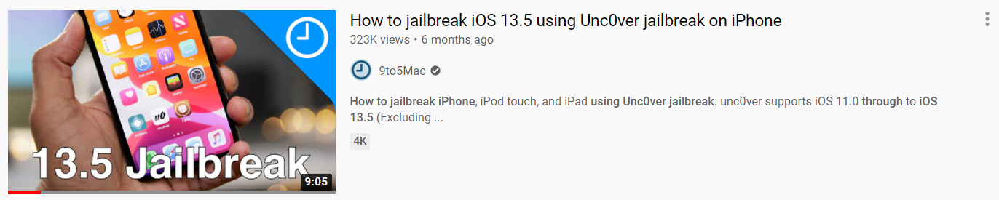 13.5 Jailbreak
9:05
How to jailbreak iOS 13.5 using Unc0ver jailbreak on iPhone
323K views • 6 months ago
9to5Mac
How to jailbreak iPhone, iPod touch, and iPad using Unc0ver jailbreak. unc0ver supports iOS 11.0 through to iOS
13.5 (Excluding ...
4K